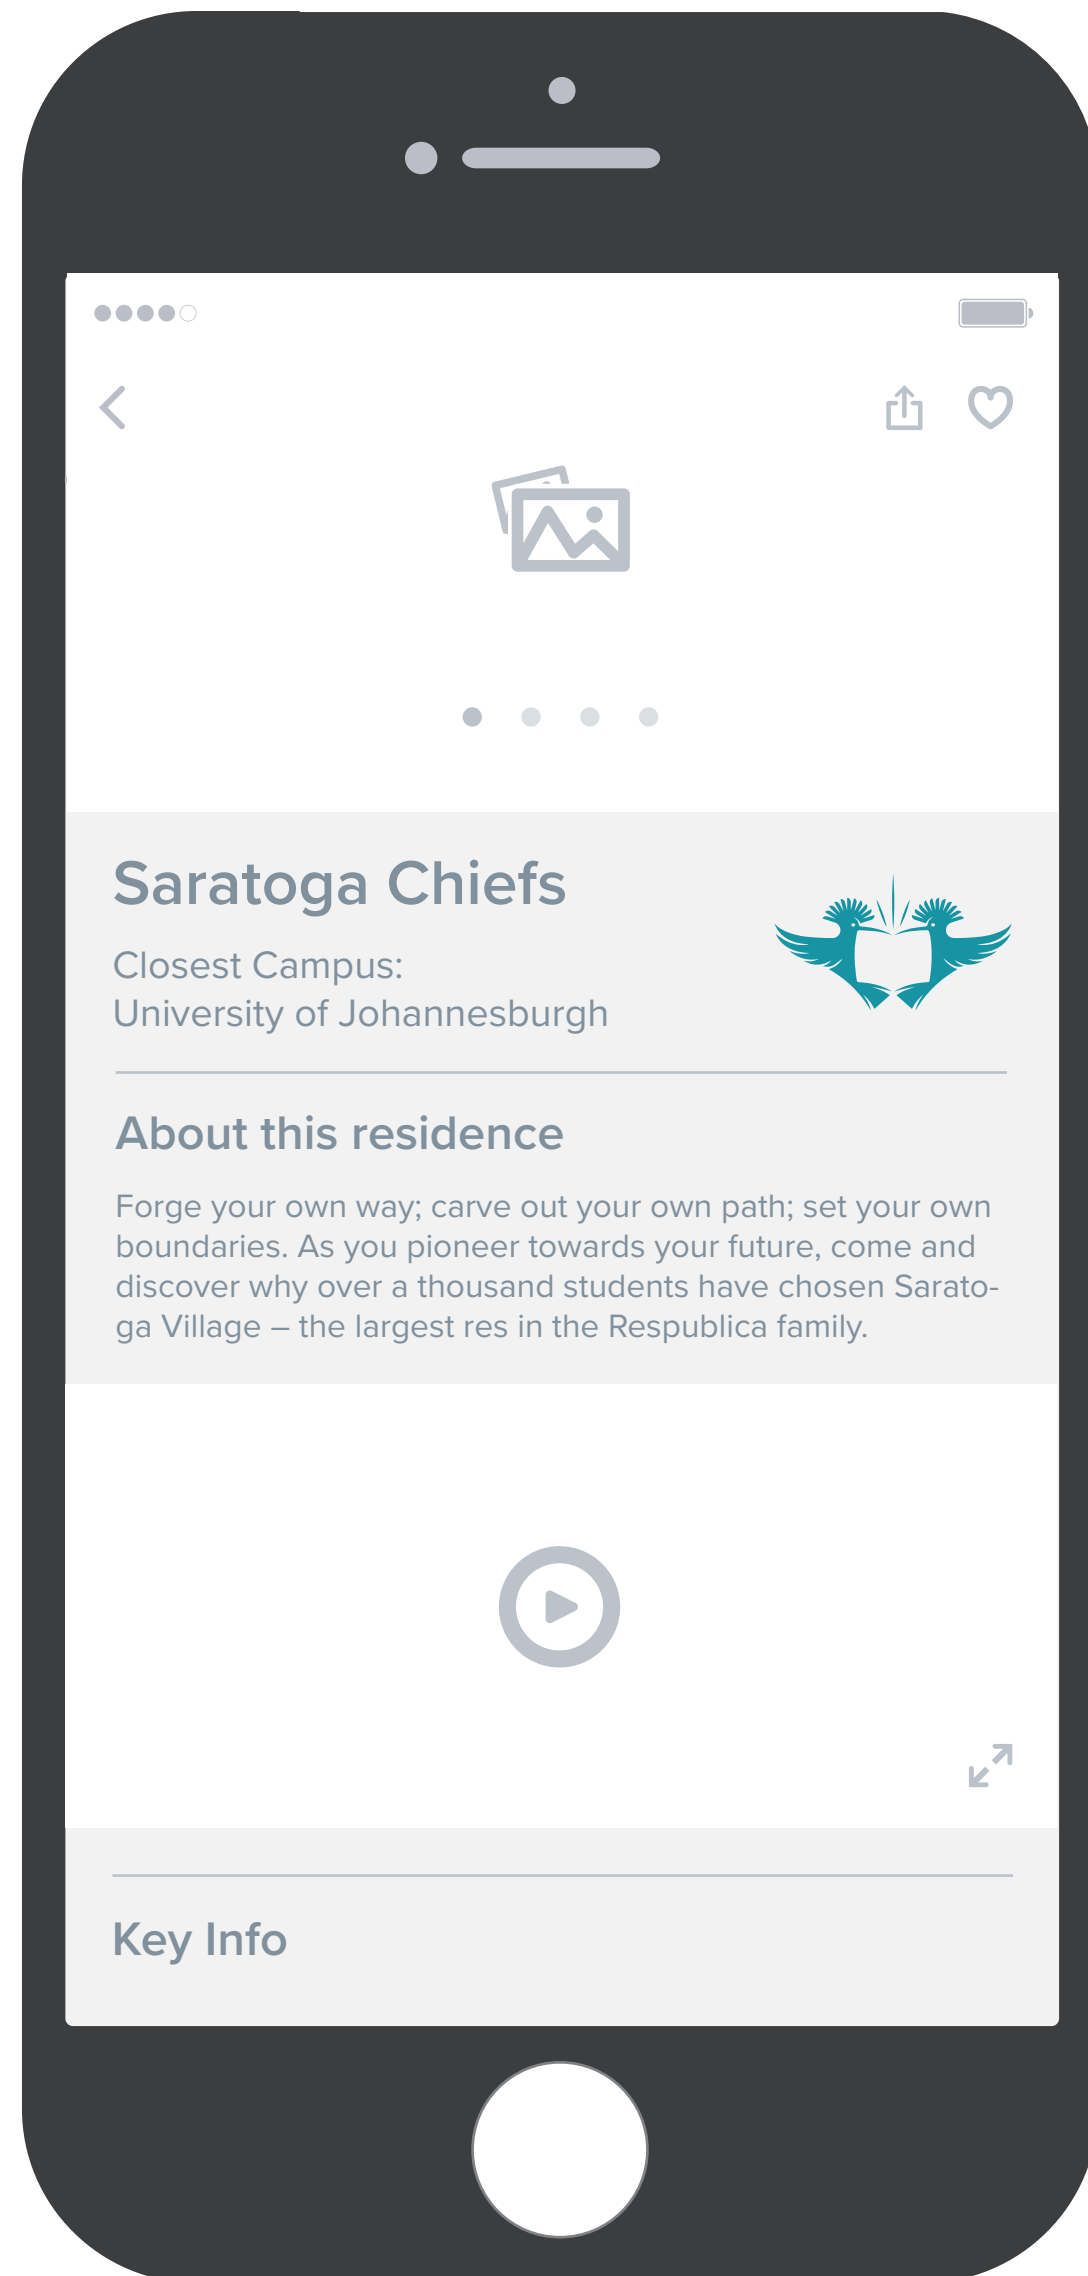 Saratoga Chiefs
Closest Campus:
University of Johannesburgh
About this residence
Forge your own way; carve out your own path; set your own
boundaries. As you pioneer towards your future, come and
discover why over a thousand students have chosen Sarato-
ga Village – the largest res in the Respublica family.
Key Info